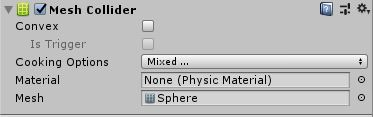 Mesh Collider
Convex
Is Trigger
Cooking Options Mixed ...
Material None (Physic Material)
Mesh Sphere